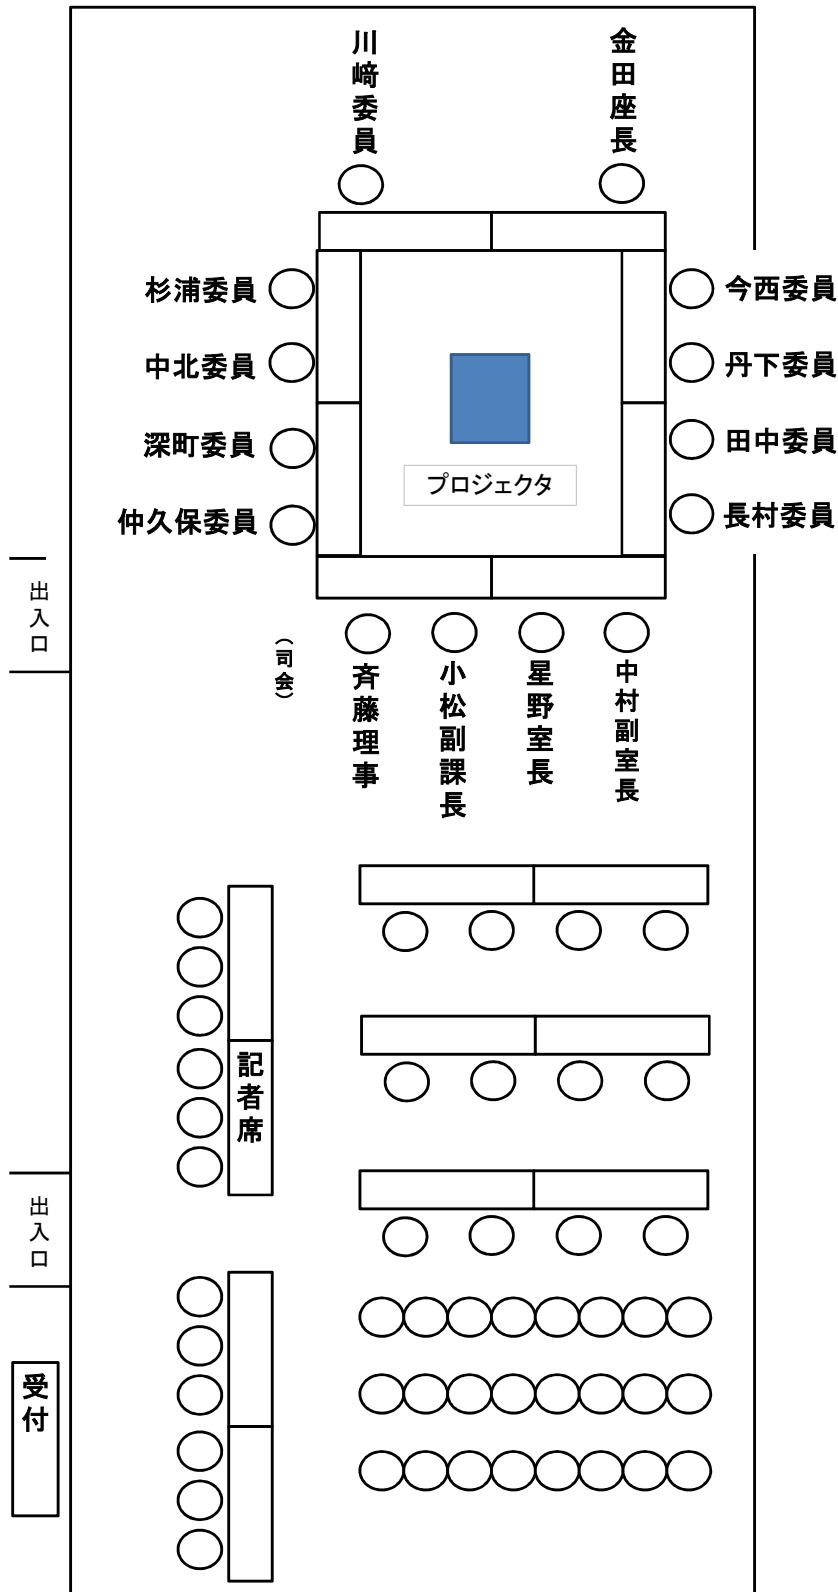 川﨑委員
金田座長
杉浦委員
今西委員
中北委員
丹下委員
深町委員
田中委員
プロジェクタ
仲久保委員
長村委員
出入口
（司会）
斉藤理事
小松副課長
星野室長
中村副室長
記者席
出入口
受付